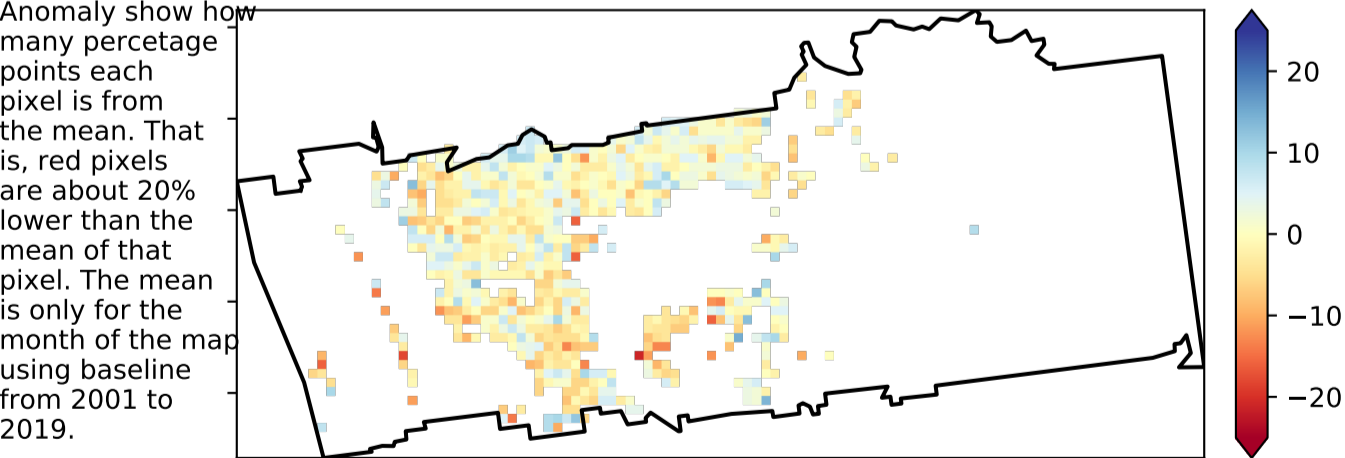 Anomaly show how
many percetage
points each
pixel is from
the mean. That
is, red pixels
are about 20%
lower than the
mean of that
pixel. The mean
is only for the
month of the map
using baseline
from 2001 to
2019.
20
10
0
−10
−20